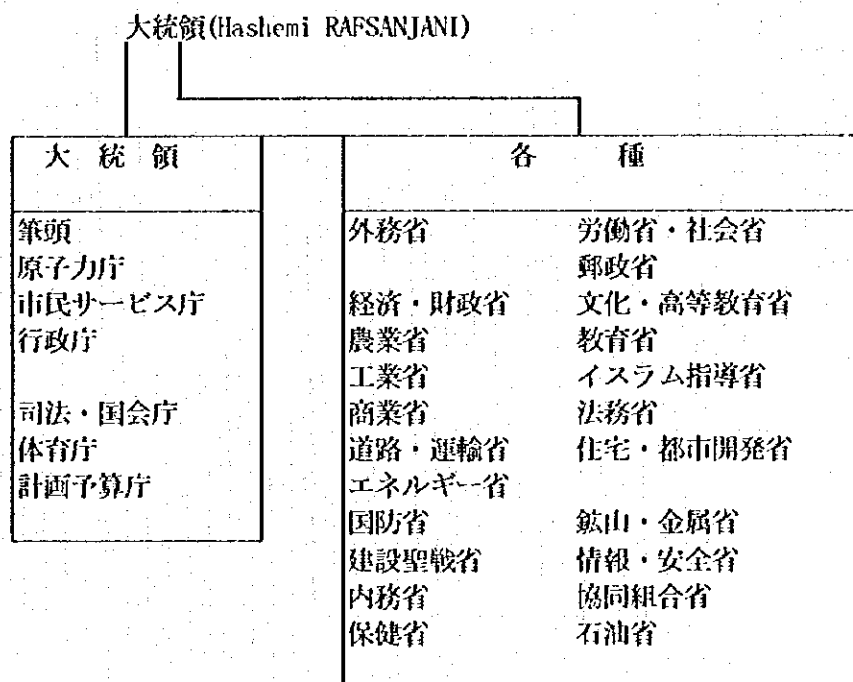 大統領(Hashemi RAFSANJANI)
大統領
筆頭
原子力庁
市民サービス庁
行政庁
司法・国会庁
体育庁
計画予算庁
各種
外務省 労働省・社会省
郵政省
経済・財政省 文化・高等教育省
農業省 教育省
工業省 イスラム指導省
商業省 法務省
道路・運輸省 住宅・都市開発省
エネルギー省
国防省 鉱山・金属省
建設聖戦省 情報・安全省
内務省 協同組合省
保健省 石油省